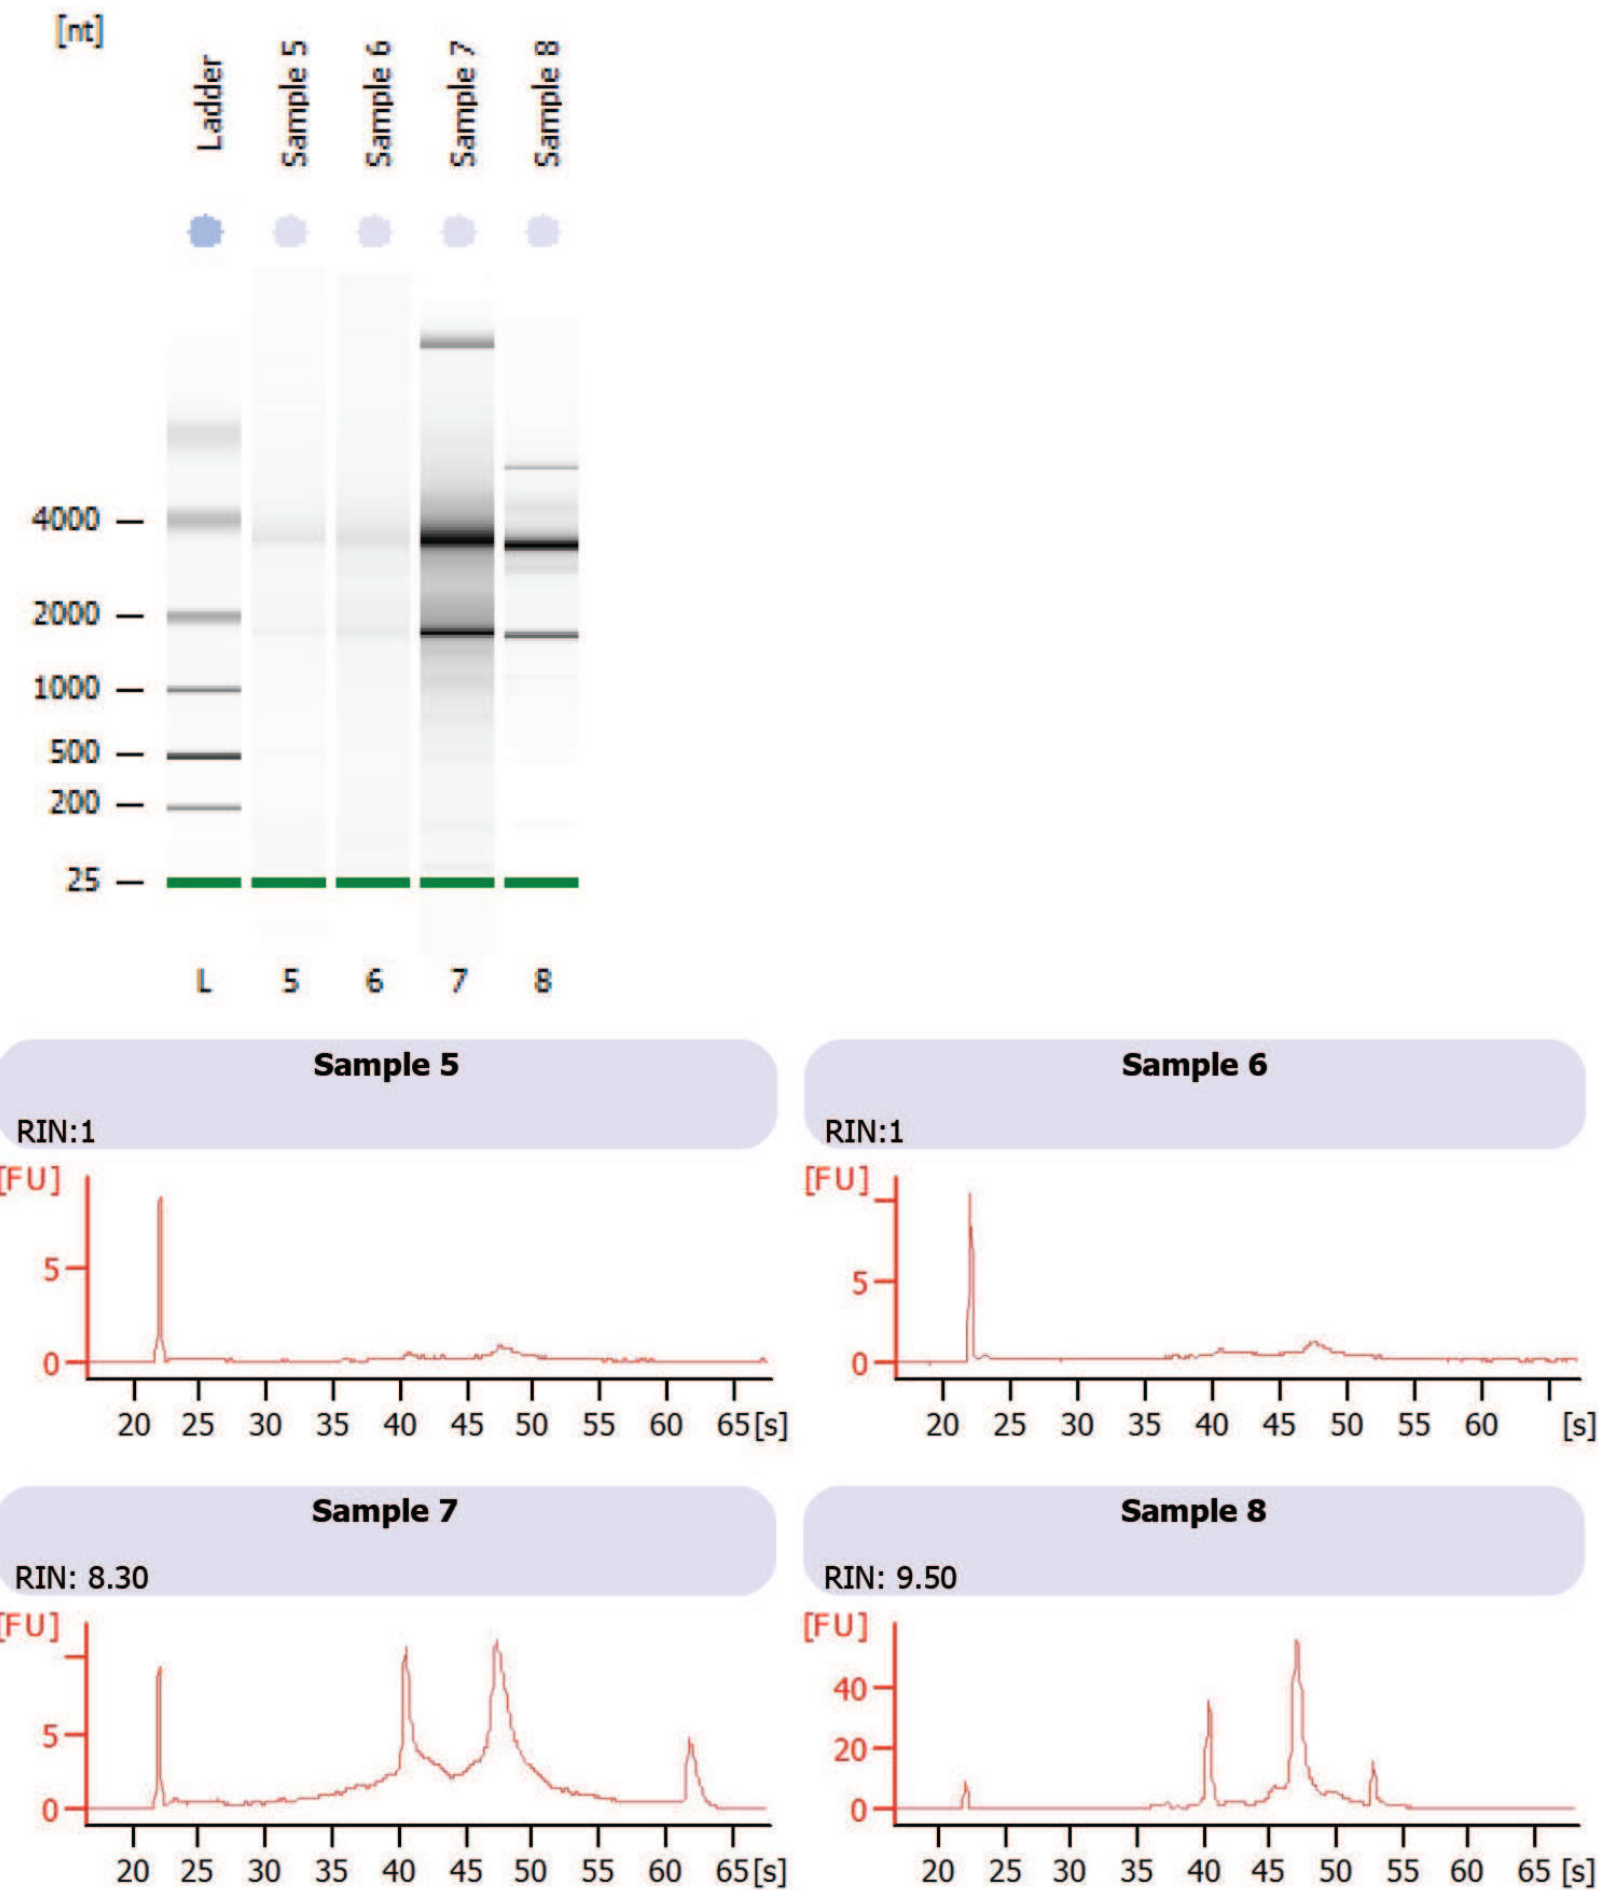 [nt]
Ladder
Sample 5
Sample 6
Sample 7
Sample 8
4000
2000
1000
500
200
25
L 5 6 7 8
Sample 5
RIN:1
[FU]
5
0
20 25 30 35 40 45 50 55 60 65[s]
Sample 6
RIN:1
[FU]
5
0
20 25 30 35 40 45 50 55 60 [s]
Sample 7
RIN: 8.30
[FU]
5
0
20 25 30 35 40 45 50 55 60 65[s]
Sample 8
RIN: 9.50
[FU]
40
20
0
20 25 30 35 40 45 50 55 60 65 [s]